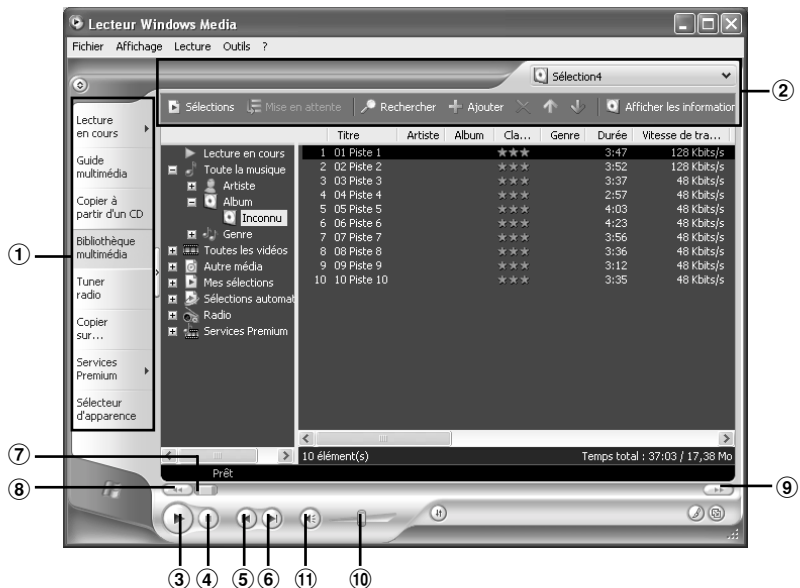 Lecteur Windows Media
Fichier Affichage Lecture Outils ?
Sélection4
②
Sélections Mise en attente Rechercher Ajouter Afficher les information
①
Lecture en cours
Guide multimédia
Copier à partir d'un CD
Bibliothèque multimédia
Tuner radio
Copier sur...
Services Premium
Sélecteur d'apparence
Lecture en cours
Toute la musique
Artiste
Album
Inconnu
Genre
Toutes les vidéos
Autre média
Mes sélections
Sélections automat
Radio
Services Premium
Titre Artiste Album Cla... Genre Durée Vitesse de tra...
1 01 Piste 1 ★★★ 3:47 128 Kbits/s
2 02 Piste 2 ★★★ 3:52 128 Kbits/s
3 03 Piste 3 ★★★ 3:37 48 Kbits/s
4 04 Piste 4 ★★★ 2:57 48 Kbits/s
5 05 Piste 5 ★★★ 4:03 48 Kbits/s
6 06 Piste 6 ★★★ 4:23 48 Kbits/s
7 07 Piste 7 ★★★ 3:56 48 Kbits/s
8 08 Piste 8 ★★★ 3:36 48 Kbits/s
9 09 Piste 9 ★★★ 3:12 48 Kbits/s
10 10 Piste 10 ★★★ 3:35 48 Kbits/s
10 élément(s) Temps total : 37:03 / 17,38 Mo
Prêt
⑦
⑧ ⑨
③ ④ ⑤ ⑥ ⑪ ⑩